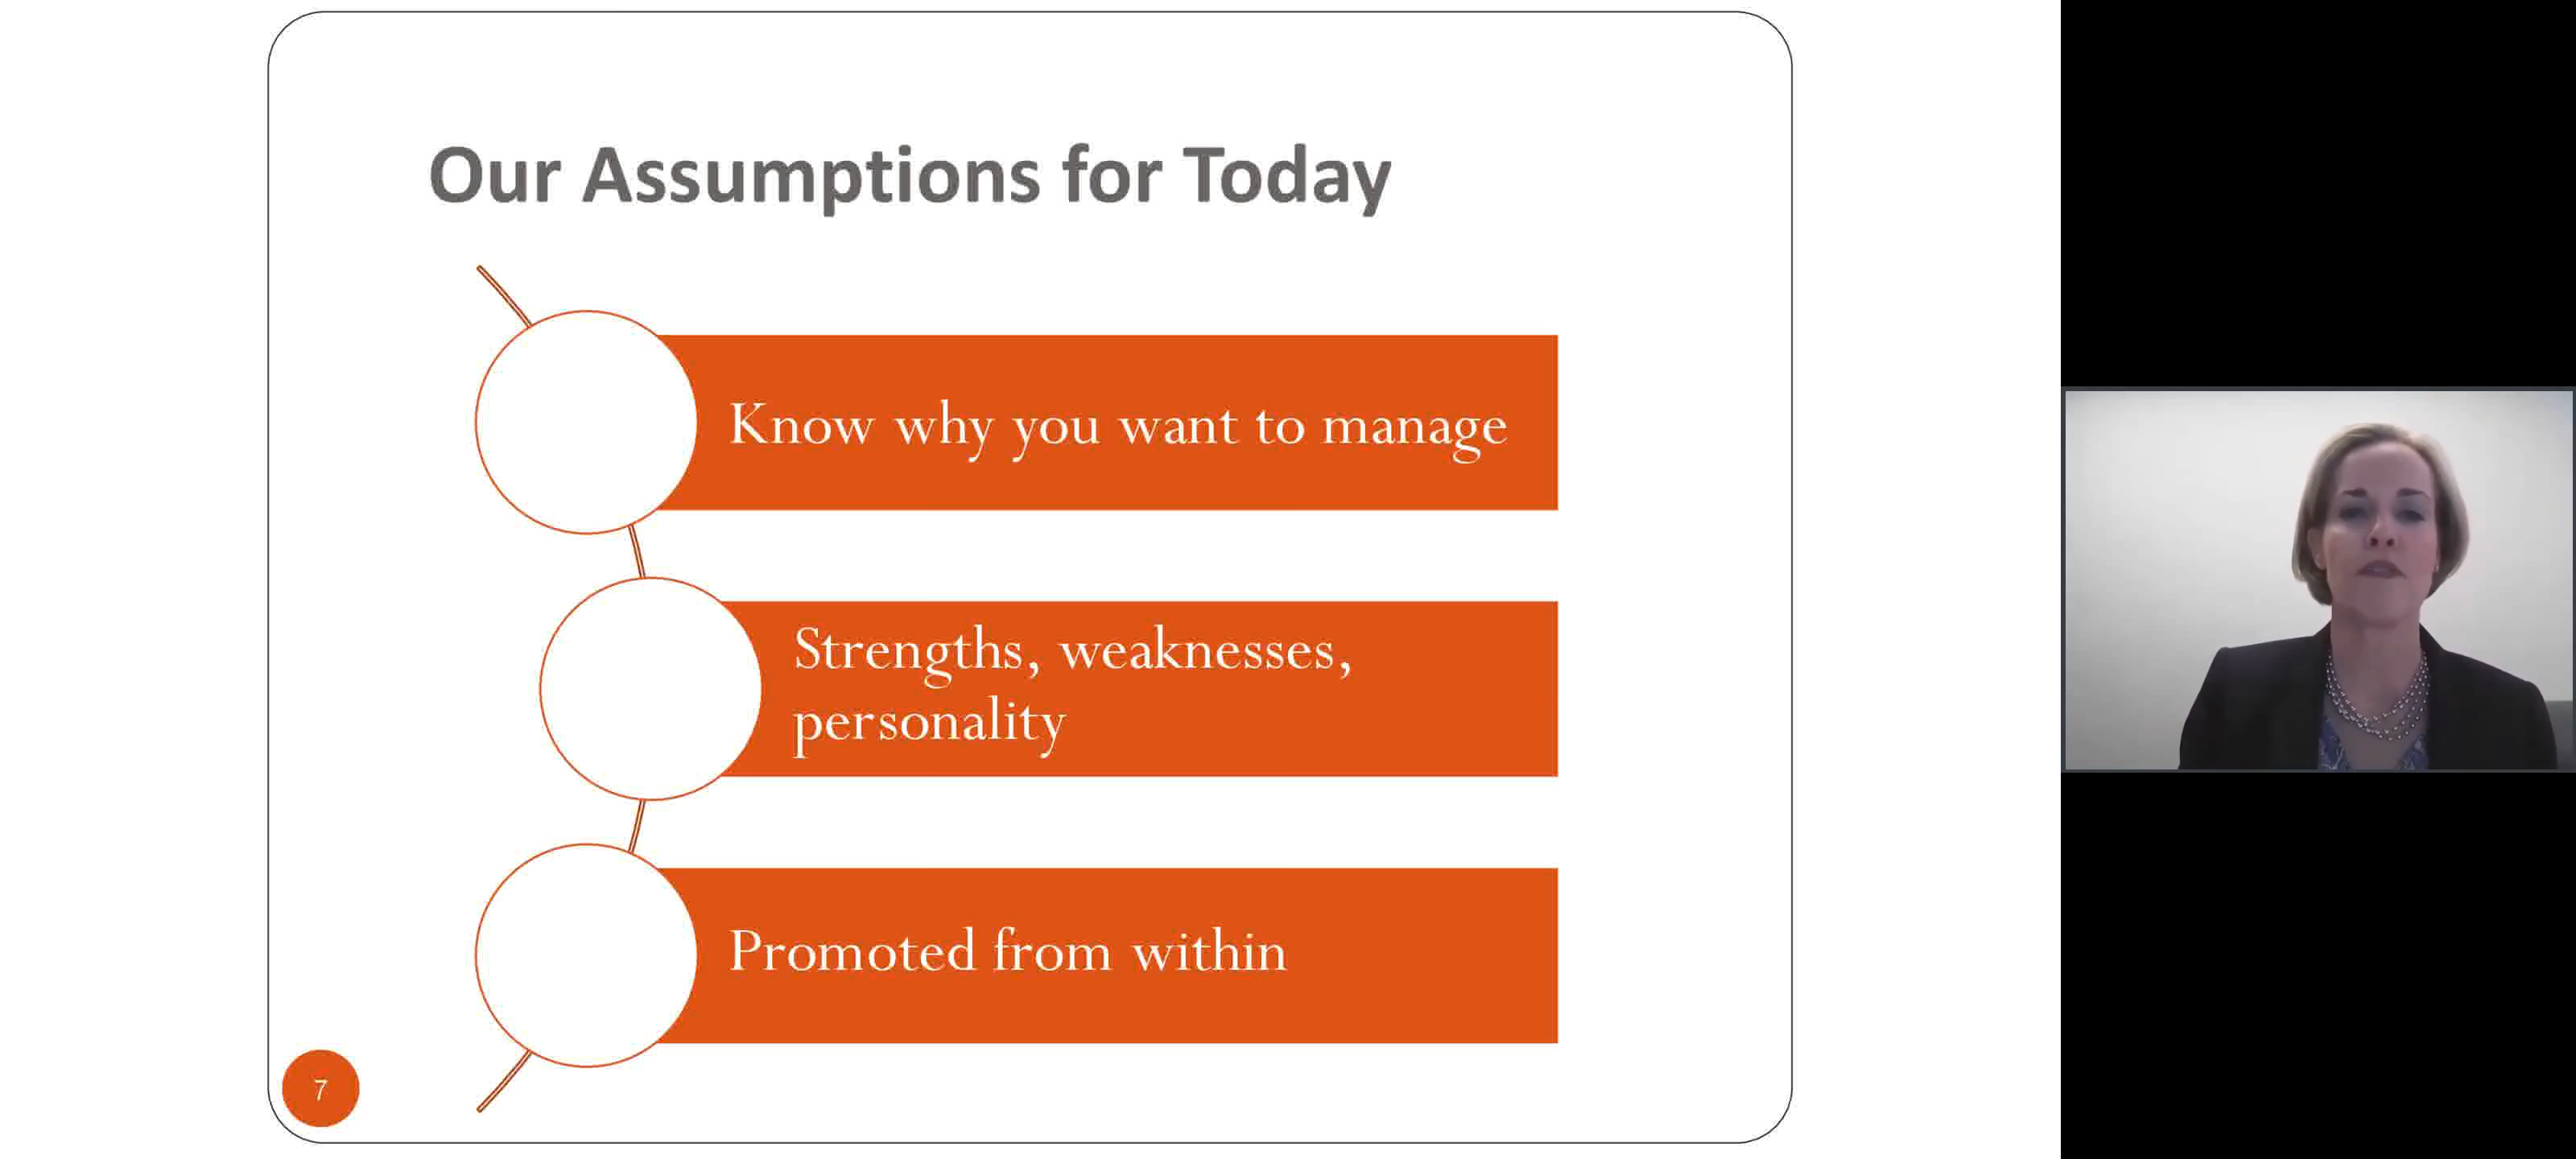 Our Assumptions for Today
Know why you want to manage
Strengths, weaknesses,
personality
Promoted from within
7